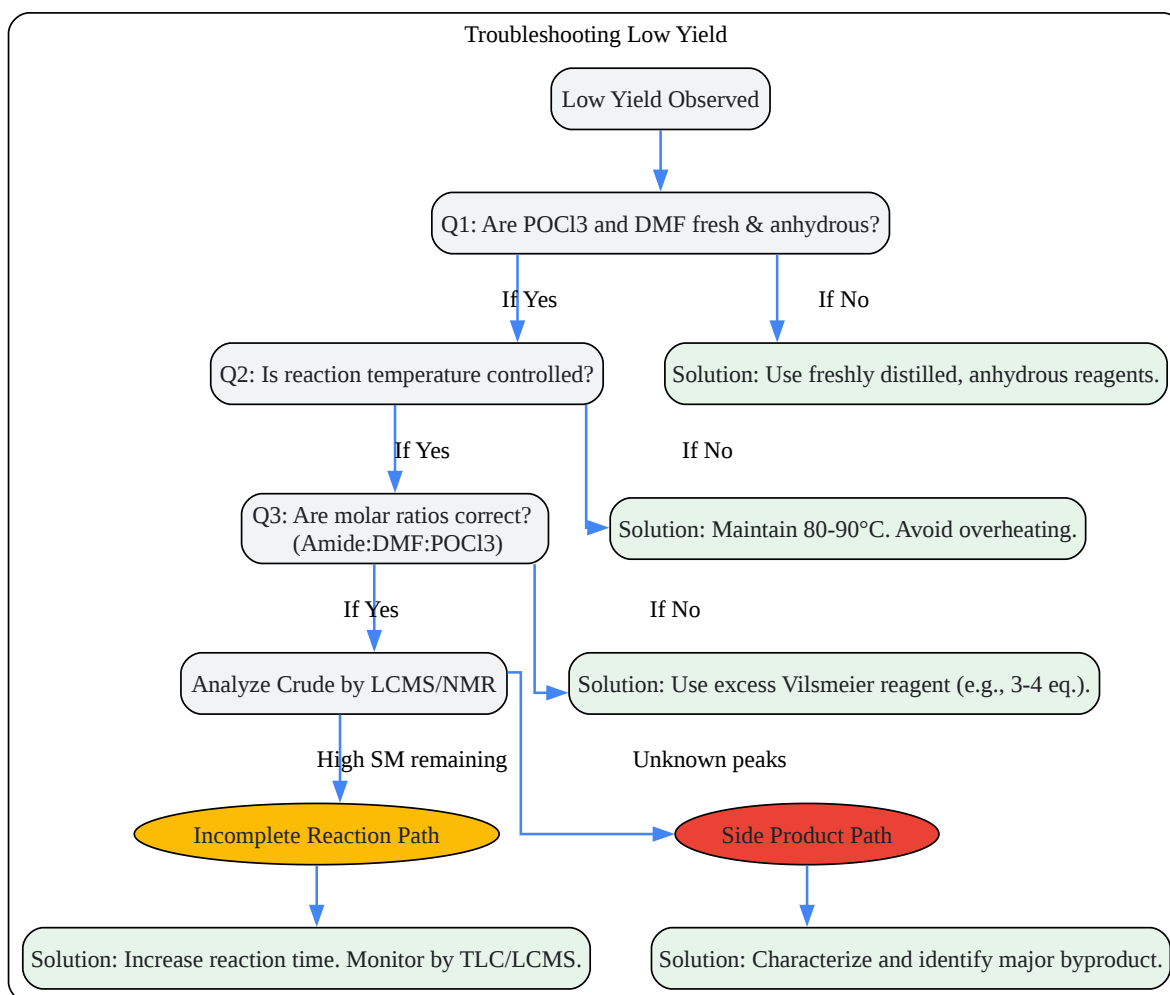 Troubleshooting Low Yield
Low Yield Observed
Q1: Are POCl3 and DMF fresh & anhydrous?
If Yes
If No
Q2: Is reaction temperature controlled?
Solution: Use freshly distilled, anhydrous reagents.
If Yes
If No
Q3: Are molar ratios correct?
(Amide:DMF:POCl3)
Solution: Maintain 80-90°C. Avoid overheating.
If Yes
If No
Analyze Crude by LCMS/NMR
Solution: Use excess Vilsmeier reagent (e.g., 3-4 eq.).
High SM remaining
Unknown peaks
Incomplete Reaction Path
Side Product Path
Solution: Increase reaction time. Monitor by TLC/LCMS.
Solution: Characterize and identify major byproduct.